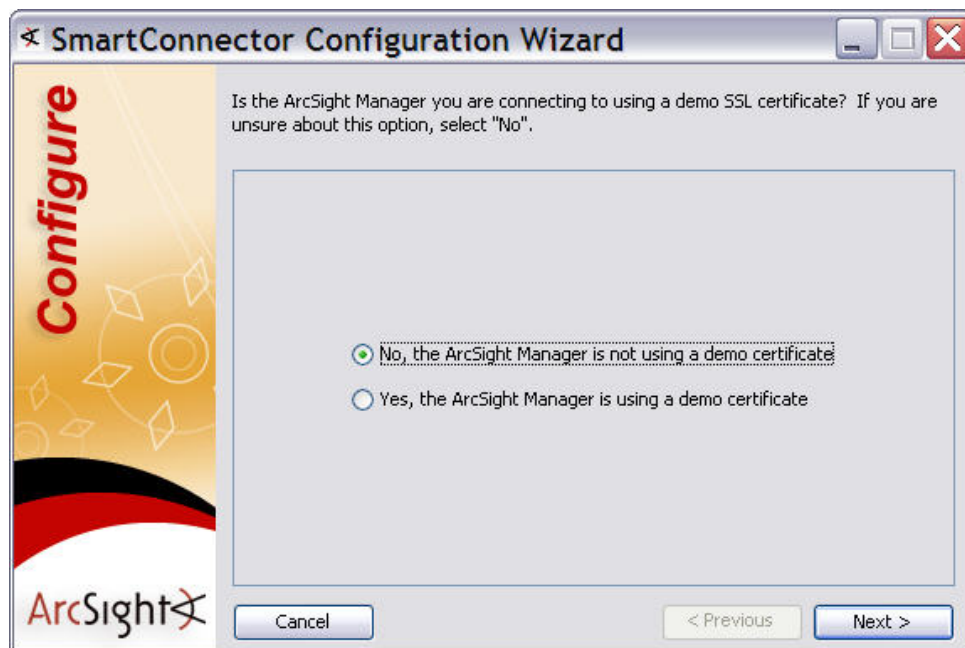 SmartConnector Configuration Wizard
Configure
Is the ArcSight Manager you are connecting to using a demo SSL certificate? If you are
unsure about this option, select "No".
No, the ArcSight Manager is not using a demo certificate
Yes, the ArcSight Manager is using a demo certificate
ArcSight
Cancel
< Previous
Next >